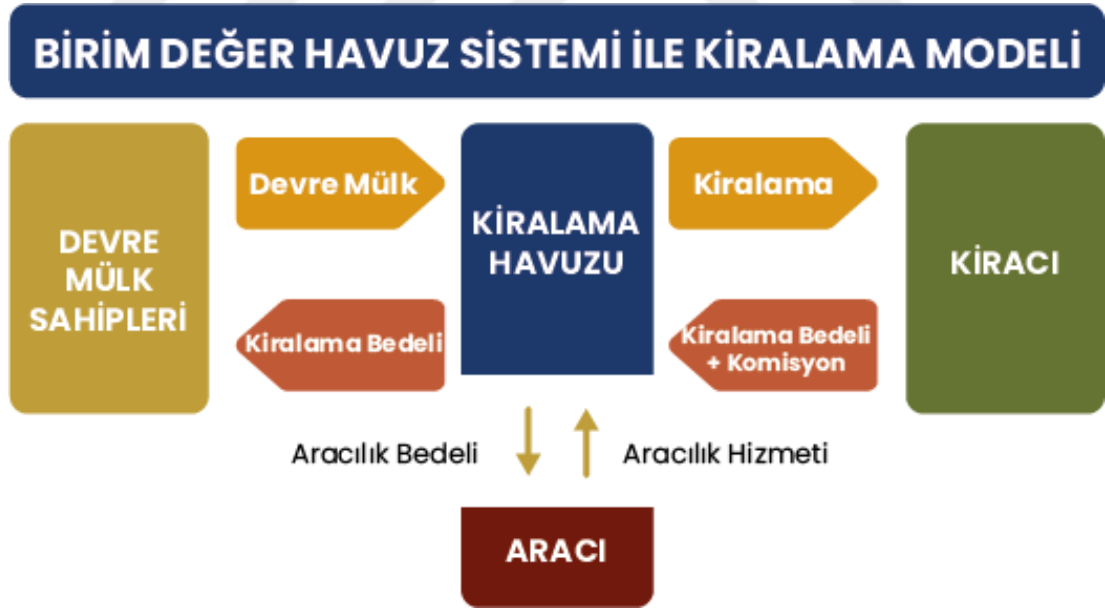 BİRİM DEĞER HAVUZ SİSTEMİ İLE KİRALAMA MODELİ
DEVRE
MÜLK
SAHİPLERİ
Devre Mülk
Kiralama Bedeli
KİRALAMA
HAVUZU
Kiralama
Kiralama Bedeli
+ Komisyon
KİRACI
Aracılık Bedeli
Aracılık Hizmeti
ARACI